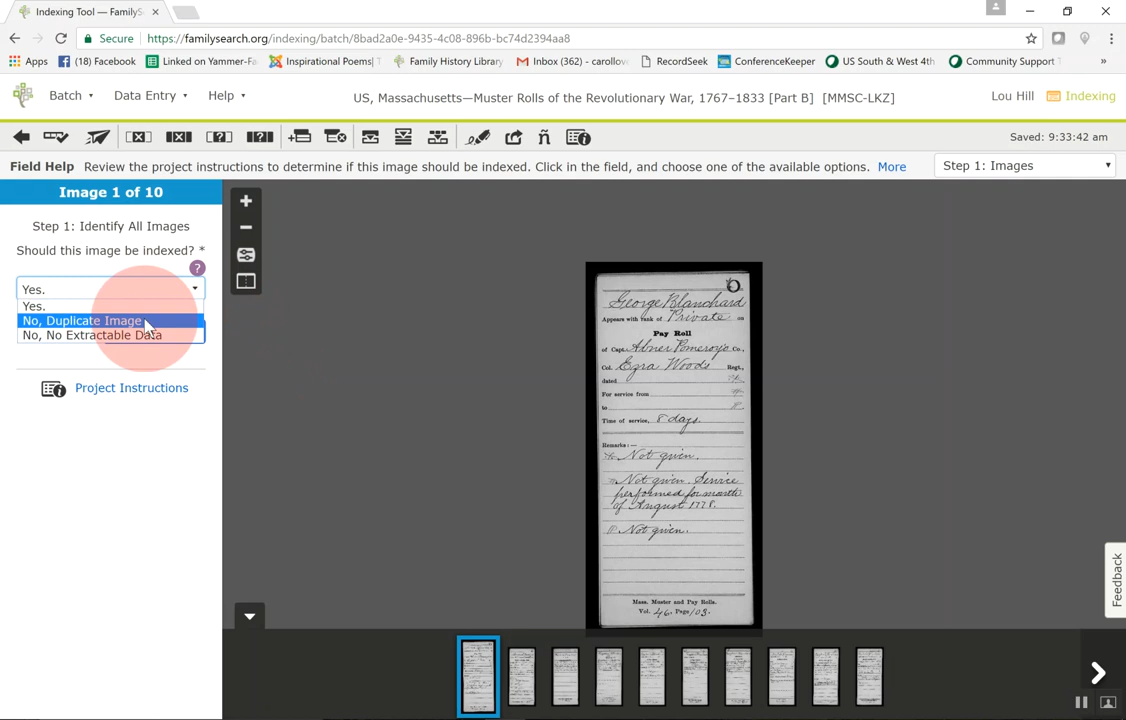 Indexing Tool — FamilyS
Secure https://familysearch.org/indexing/batch/8bad2a0e-9435-4c08-896b-bc74d2394aa8
Apps (18) Facebook Linked on Yammer-Fa Inspirational Poems| T Family History Library Inbox (362) - carollov RecordSeek ConferenceKeeper US South & West 4th Community Support T »
Batch Data Entry Help US, Massachusetts—Muster Rolls of the Revolutionary War, 1767–1833 [Part B] [MMSC-LKZ] Lou Hill Indexing
Saved: 9:33:42 am
Field Help Review the project instructions to determine if this image should be indexed. Click in the field, and choose one of the available options. More Step 1: Images
Image 1 of 10
Step 1: Identify All Images
Should this image be indexed? *
?
Yes.
Yes.
No, Duplicate Image
No, No Extractable Data
Project Instructions
George Blanchard
Appears with rank of Private on
Pay Roll
of Capt. Abner Pomeroy's Co.,
Col. Ezra Woods Regt.,
dated
For service from
to
Time of service, 8 days.
Remarks:—
Not given.
Not given. Service
performed for month
of August 1778.
Not given.
Mass. Muster and Pay Rolls.
Vol. 46. Page 103.
Feedback